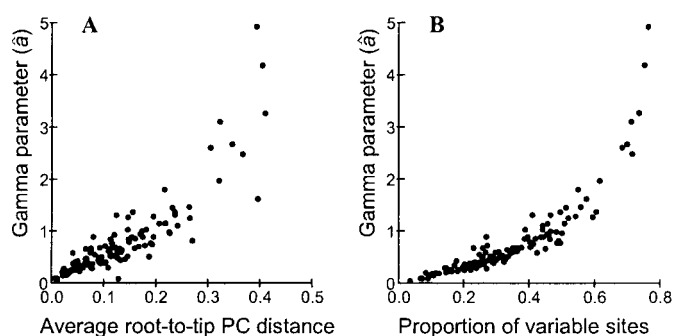 A
Gamma parameter (â)
5
4
3
2
1
0
0.0 0.1 0.2 0.3 0.4 0.5
Average root-to-tip PC distance
B
Gamma parameter (â)
5
4
3
2
1
0
0.0 0.2 0.4 0.6 0.8
Proportion of variable sites